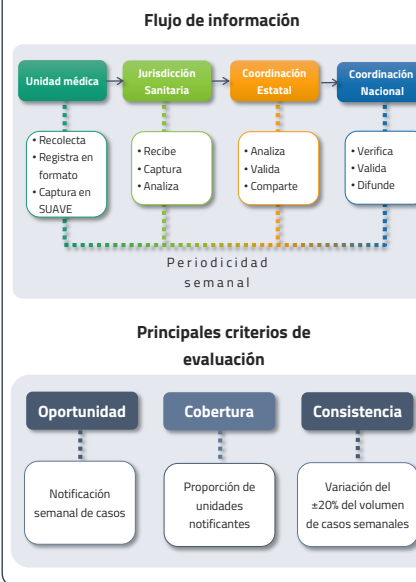 Flujo de información
Unidad médica
Jurisdicción
Sanitaria
Coordinación
Estatal
Coordinación
Nacional
• Recolecta
• Registra en
formato
• Captura en
SUAVE
• Recibe
• Captura
• Analiza
• Analiza
• Valida
• Comparte
• Verifica
• Valida
• Difunde
Periodicidad
semanal
Principales criterios de
evaluación
Oportunidad
Cobertura
Consistencia
Notificación
semanal de casos
Proporción de
unidades
notificantes
Variación del
±20% del volumen
de casos semanales